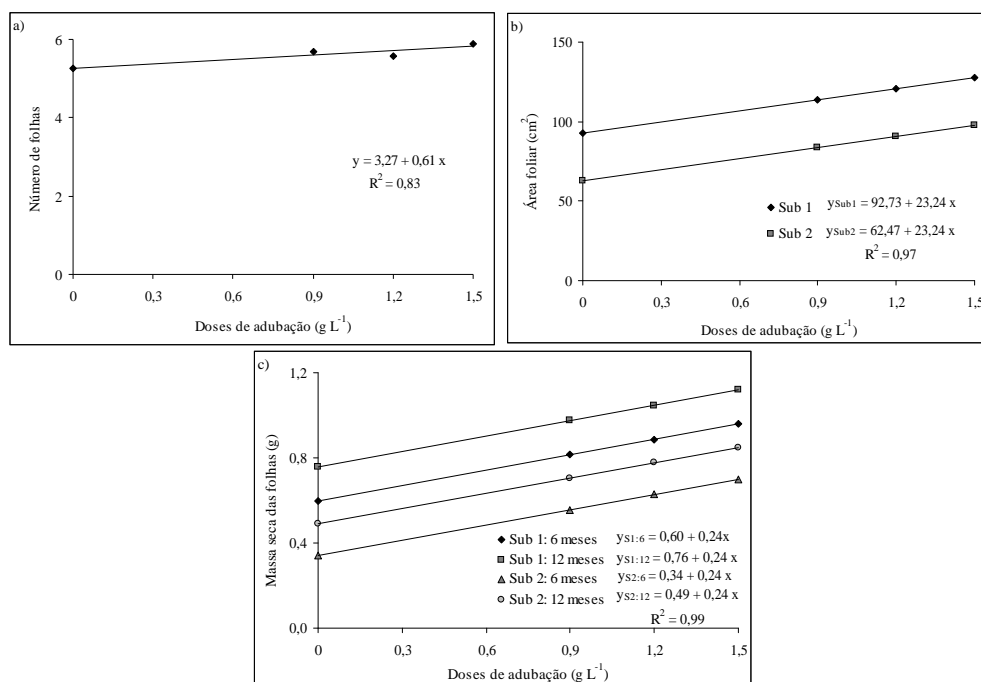 a)
6
4
2
0
Número de folhas
y = 3,27 + 0,61 x
R² = 0,83
0 0,3 0,6 0,9 1,2 1,5
Doses de adubação (g L⁻¹)
b)
150
100
50
0
Área foliar (cm²)
Sub 1 ySub1 = 92,73 + 23,24 x
Sub 2 ySub2 = 62,47 + 23,24 x
R² = 0,97
0 0,3 0,6 0,9 1,2 1,5
Doses de adubação (g L⁻¹)
c)
1,2
0,8
0,4
0,0
Massa seca das folhas (g)
Sub 1: 6 meses yS1:6 = 0,60 + 0,24x
Sub 1: 12 meses yS1:12 = 0,76 + 0,24 x
Sub 2: 6 meses yS2:6 = 0,34 + 0,24 x
Sub 2: 12 meses yS2:12 = 0,49 + 0,24 x
R² = 0,99
0 0,3 0,6 0,9 1,2 1,5
Doses de adubação (g L⁻¹)